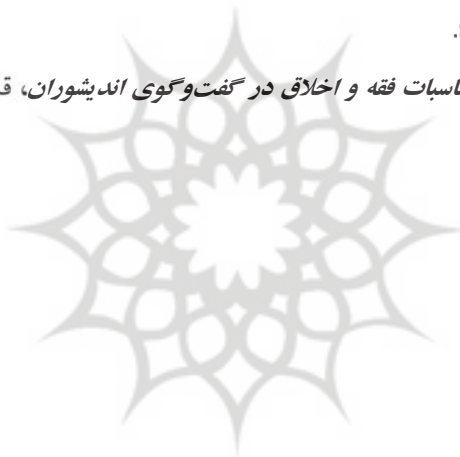 .
اسبات فقه و اخلاق در گفت‌وگوی اندیشوران، ق